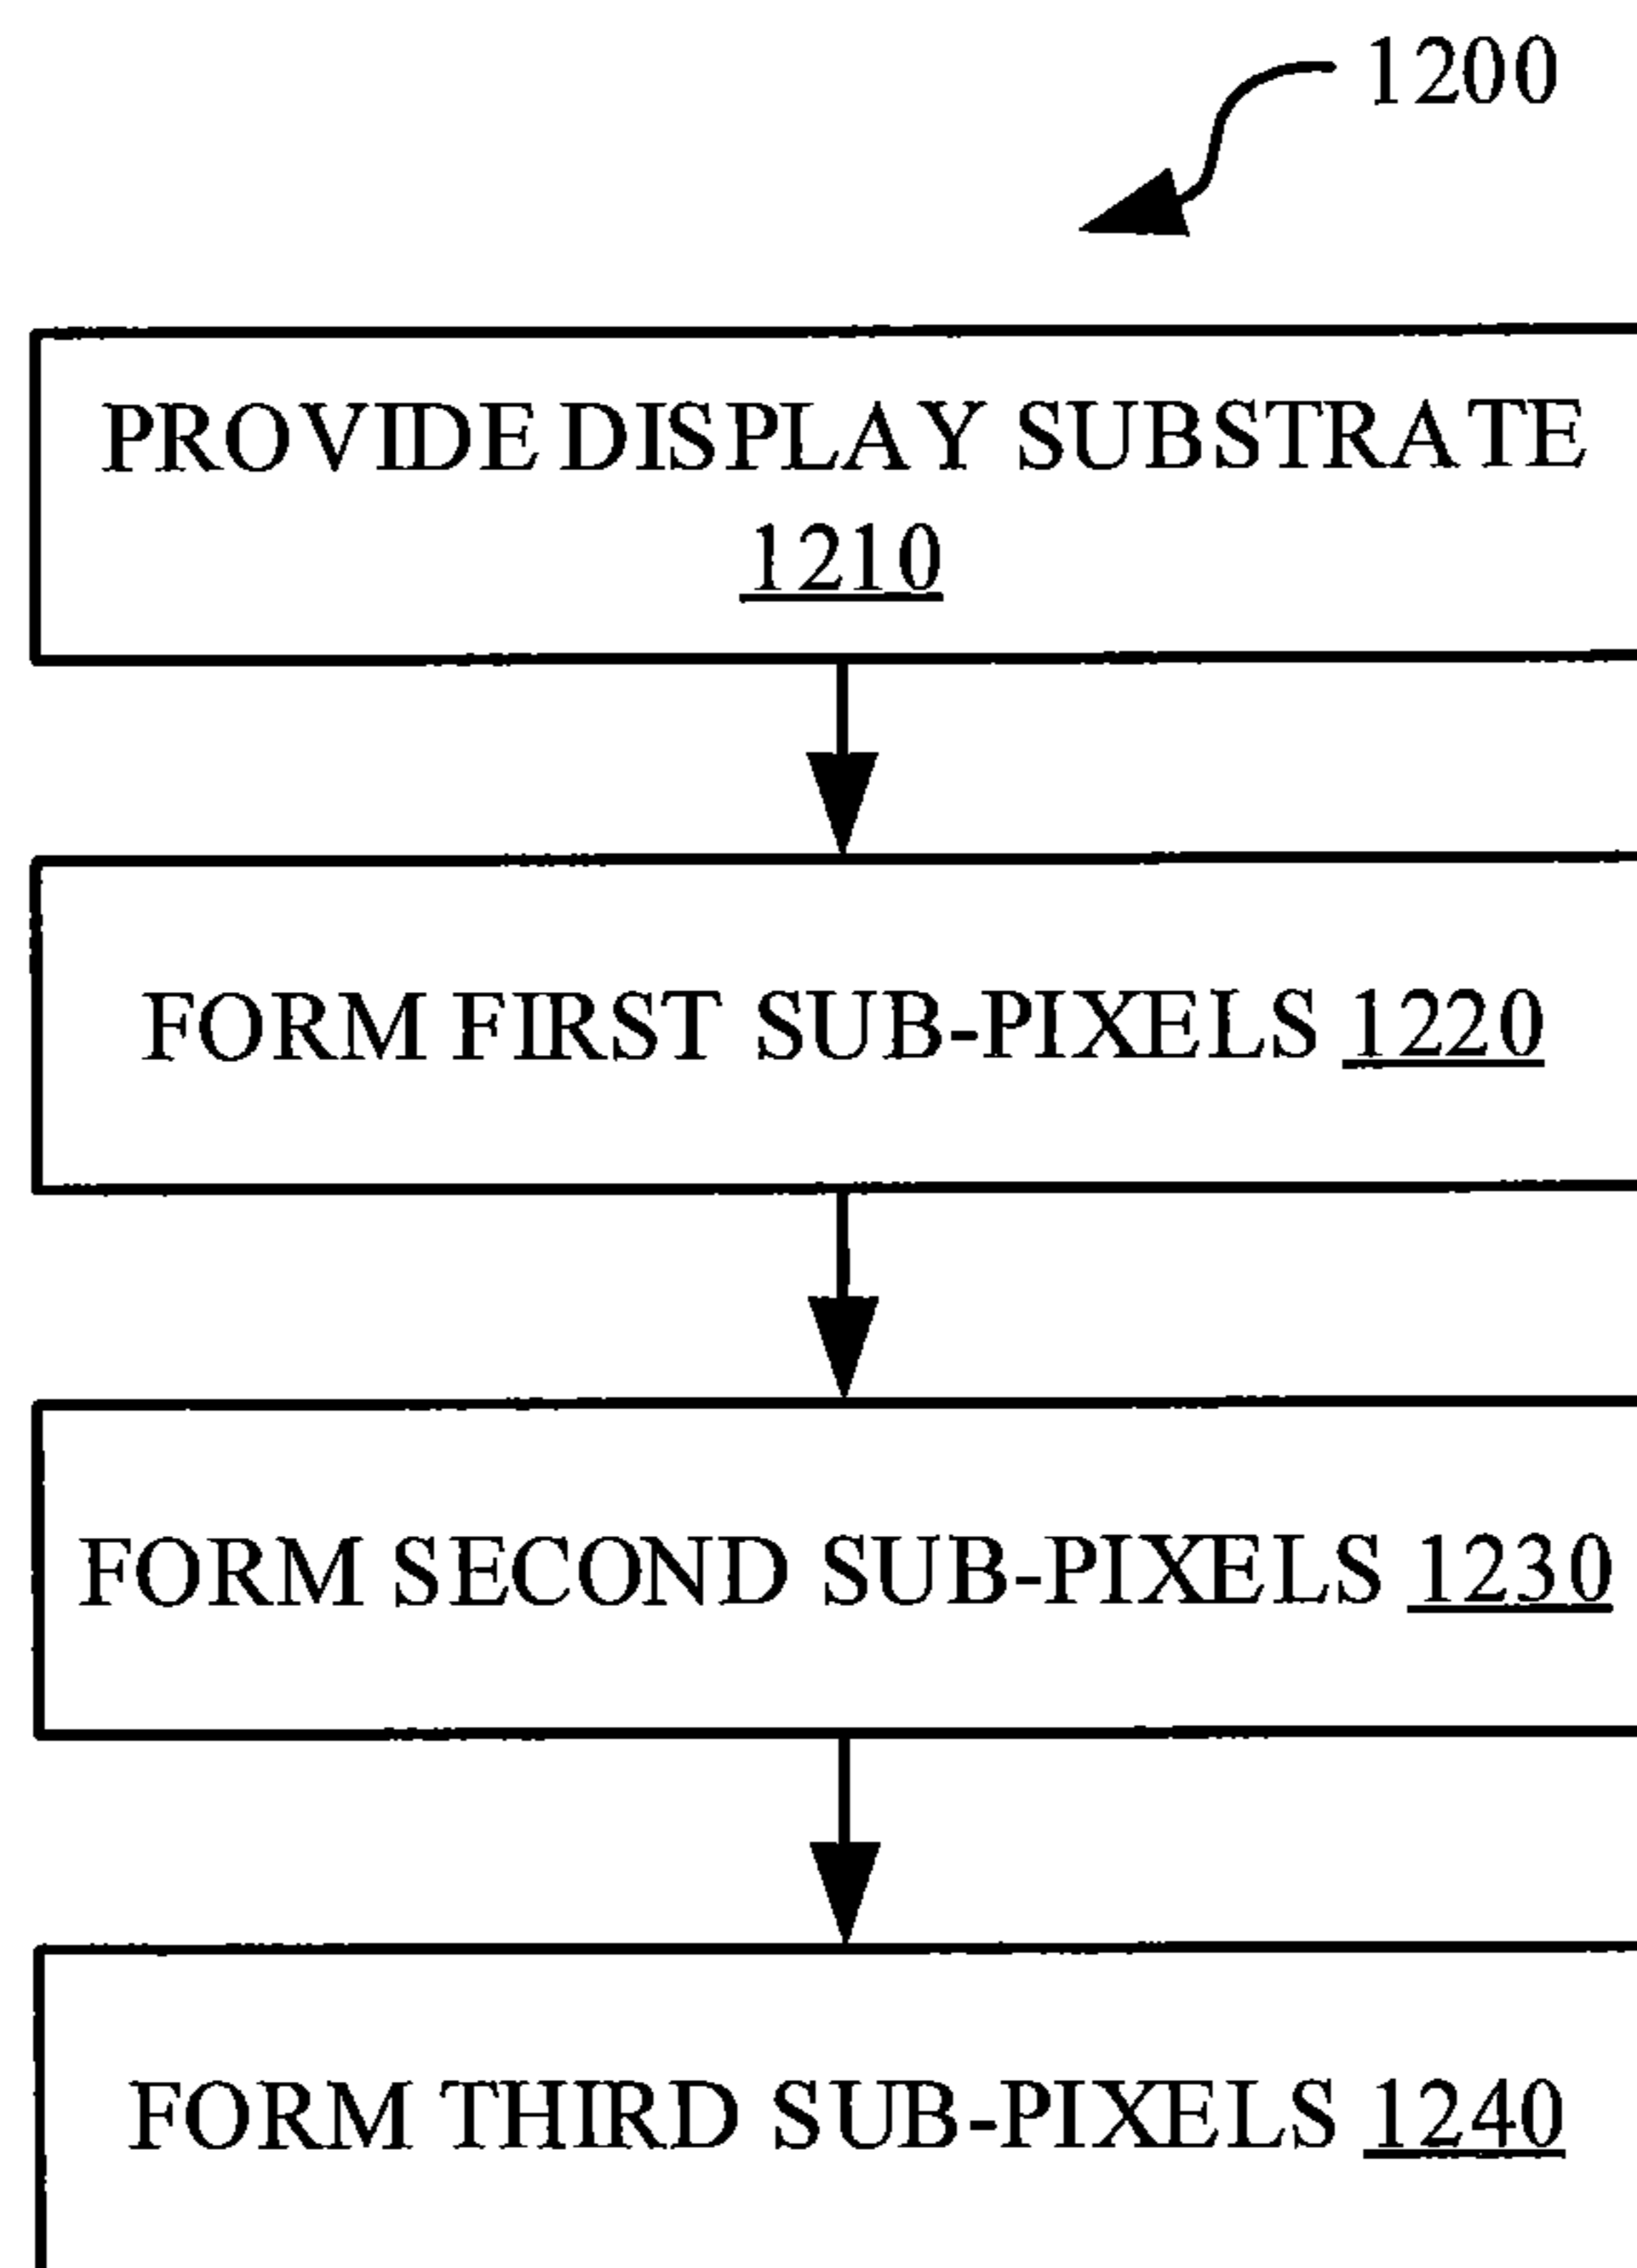 1200
PROVIDE DISPLAY SUBSTRATE
1210
FORM FIRST SUB-PIXELS 1220
FORM SECOND SUB-PIXELS 1230
FORM THIRD SUB-PIXELS 1240